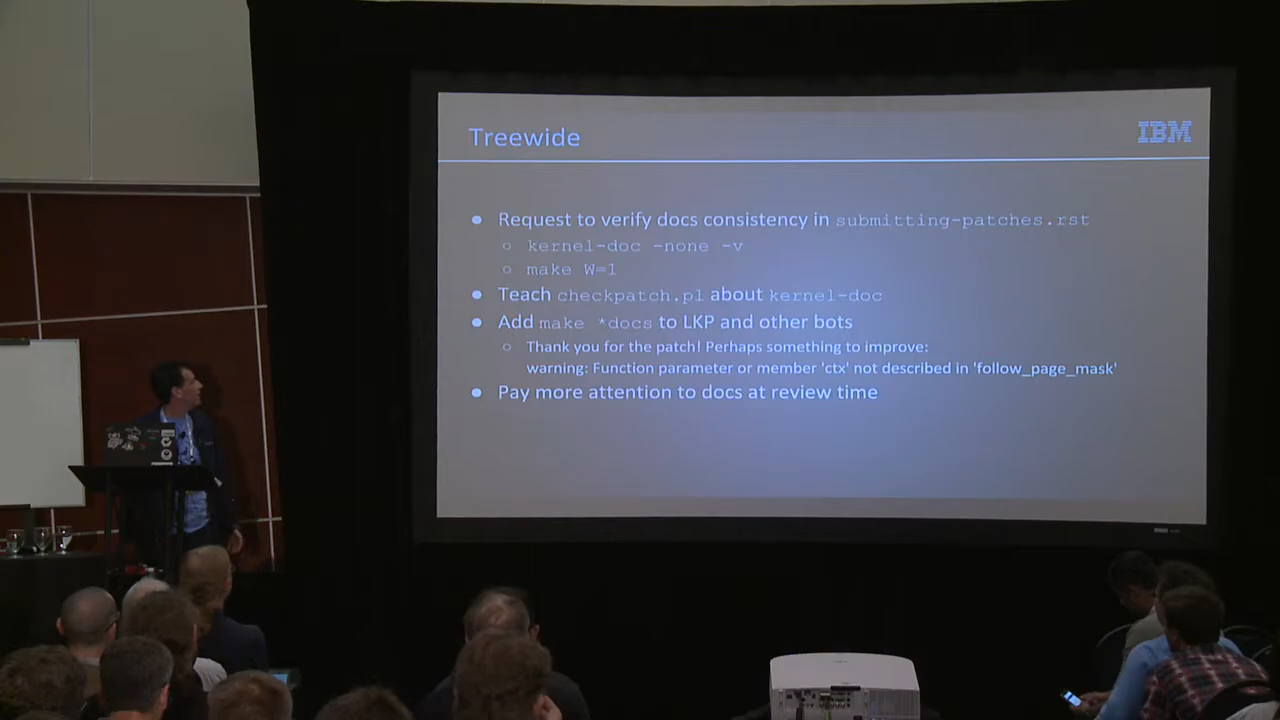 Treewide
IBM
● Request to verify docs consistency in submitting-patches.rst
○ kernel-doc -none -v
○ make W=1
● Teach checkpatch.pl about kernel-doc
● Add make *docs to LKP and other bots
○ Thank you for the patch! Perhaps something to improve:
warning: Function parameter or member 'ctx' not described in 'follow_page_mask'
● Pay more attention to docs at review time